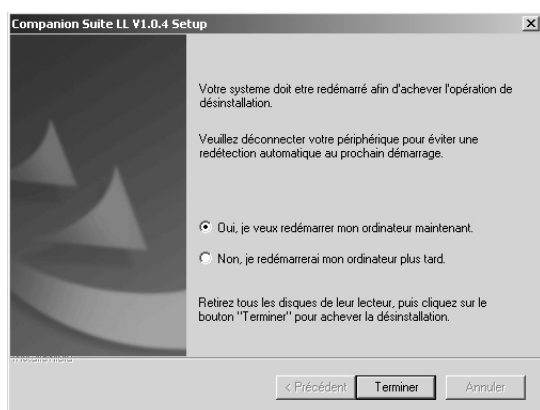 Companion Suite LL V1.0.4 Setup
Votre systeme doit etre redémarré afin d'achever l'opération de
désinstallation.
Veuillez déconnecter votre périphérique pour éviter une
redétection automatique au prochain démarrage.
Oui, je veux redémarrer mon ordinateur maintenant.
Non, je redémarrerai mon ordinateur plus tard.
Retirez tous les disques de leur lecteur, puis cliquez sur le
bouton "Terminer" pour achever la désinstallation.
InstallShield
< Précédent
Terminer
Annuler